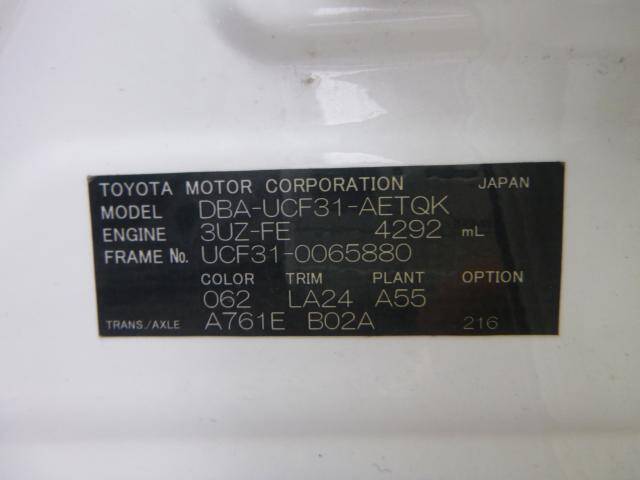 TOYOTA MOTOR CORPORATION JAPAN
MODEL DBA-UCF31-AETQK
ENGINE 3UZ-FE 4292 mL
FRAME No. UCF31-0065880
COLOR TRIM PLANT OPTION
062 LA24 A55
TRANS./AXLE A761E B02A 216